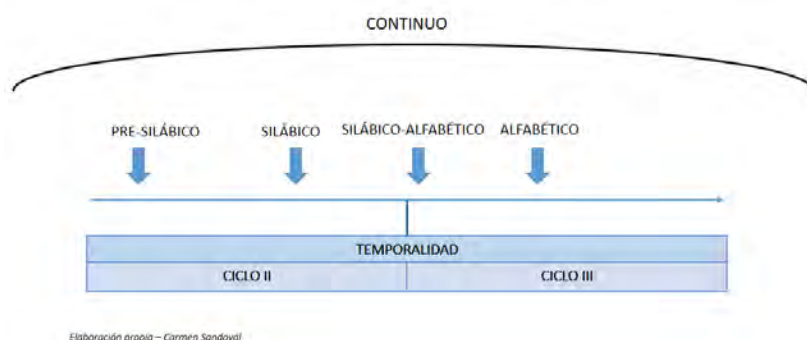 CONTINUO
PRE-SILÁBICO SILÁBICO SILÁBICO-ALFABÉTICO ALFABÉTICO
TEMPORALIDAD
CICLO II CICLO III
Elaboración propia – Carmen Sandoval